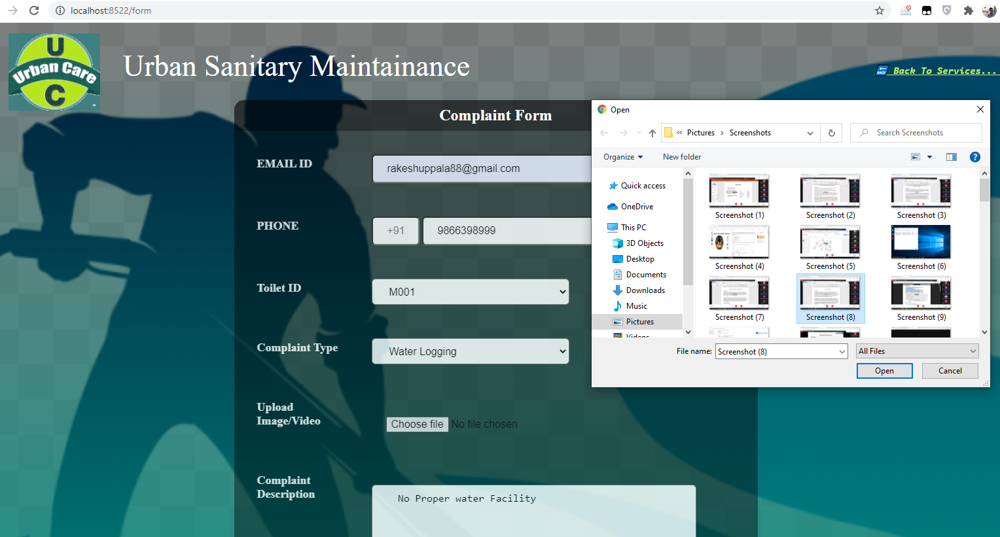 localhost:8522/form
U
Urban Care
C
Urban Sanitary Maintainance
BACK
Back To Services...
Complaint Form
EMAIL ID
rakeshuppala88@gmail.com
PHONE
+91
9866398999
Toilet ID
M001
Complaint Type
Water Logging
Upload
Image/Video
Choose file No file chosen
Complaint
Description
No Proper water Facility
Open
« Pictures › Screenshots
Search Screenshots
Organize
New folder
Quick access
OneDrive
This PC
3D Objects
Desktop
Documents
Downloads
Music
Pictures
Videos
Screenshot (1)
Screenshot (2)
Screenshot (3)
Screenshot (4)
Screenshot (5)
Screenshot (6)
Screenshot (7)
Screenshot (8)
Screenshot (9)
File name:
Screenshot (8)
All Files
Open
Cancel